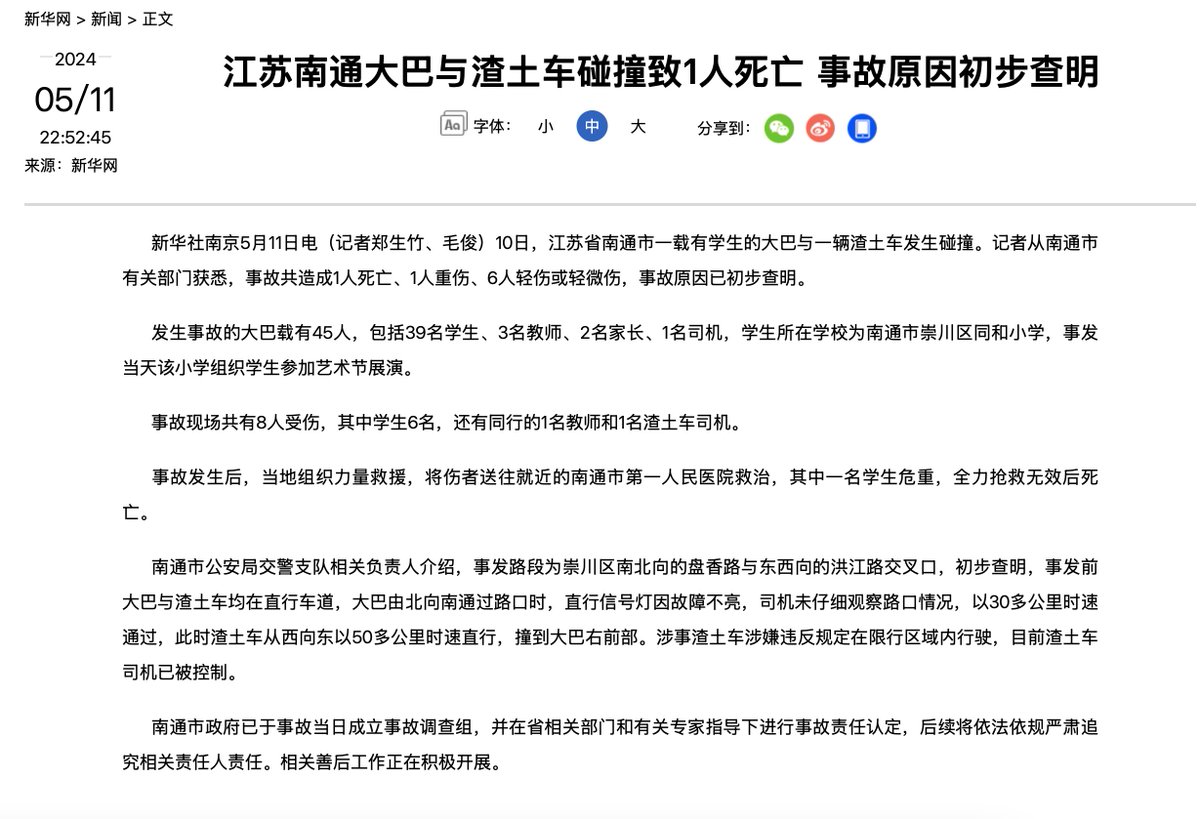 新华网 > 新闻 > 正文
2024
05/11
22:52:45
来源：新华网
江苏南通大巴与渣土车碰撞致1人死亡 事故原因初步查明
Aa 字体： 小 中 大 分享到：
新华社南京5月11日电（记者郑生竹、毛俊）10日，江苏省南通市一载有学生的大巴与一辆渣土车发生碰撞。记者从南通市
有关部门获悉，事故共造成1人死亡、1人重伤、6人轻伤或轻微伤，事故原因已初步查明。
发生事故的大巴载有45人，包括39名学生、3名教师、2名家长、1名司机，学生所在学校为南通市崇川区同和小学，事发
当天该小学组织学生参加艺术节展演。
事故现场共有8人受伤，其中学生6名，还有同行的1名教师和1名渣土车司机。
事故发生后，当地组织力量救援，将伤者送往就近的南通市第一人民医院救治，其中一名学生危重，全力抢救无效后死
亡。
南通市公安局交警支队相关负责人介绍，事发路段为崇川区南北向的盘香路与东西向的洪江路交叉口，初步查明，事发前
大巴与渣土车均在直行车道，大巴由北向南通过路口时，直行信号灯因故障不亮，司机未仔细观察路口情况，以30多公里时速
通过，此时渣土车从西向东以50多公里时速直行，撞到大巴右前部。涉事渣土车涉嫌违反规定在限行区域内行驶，目前渣土车
司机已被控制。
南通市政府已于事故当日成立事故调查组，并在省相关部门和有关专家指导下进行事故责任认定，后续将依法依规严肃追
究相关责任人责任。相关善后工作正在积极开展。